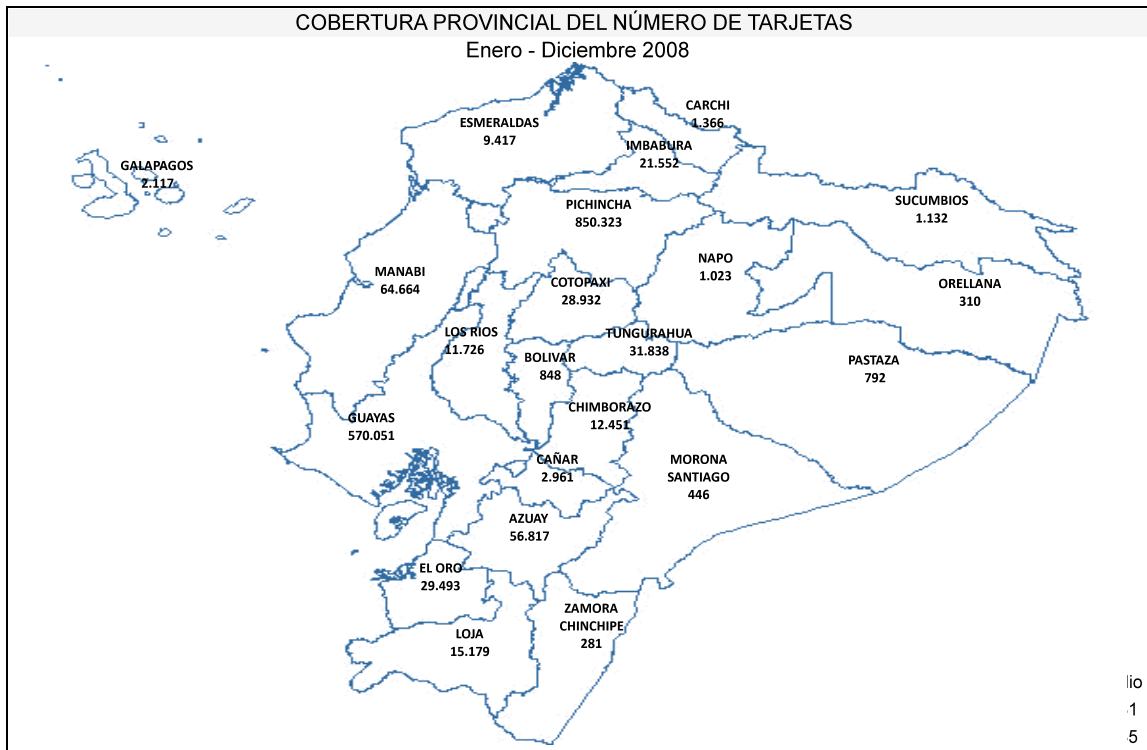 COBERTURA PROVINCIAL DEL NÚMERO DE TARJETAS
Enero - Diciembre 2008
CARCHI
1.366
ESMERALDAS
9.417
IMBABURA
21.552
GALAPAGOS
2.117
SUCUMBIOS
1.132
PICHINCHA
850.323
NAPO
1.023
MANABI
64.664
COTOPAXI
28.932
ORELLANA
310
LOS RIOS
11.726
TUNGURAHUA
31.838
BOLIVAR
848
PASTAZA
792
CHIMBORAZO
12.451
GUAYAS
570.051
CAÑAR
2.961
MORONA
SANTIAGO
446
AZUAY
56.817
EL ORO
29.493
ZAMORA
CHINCHIPE
281
LOJA
15.179